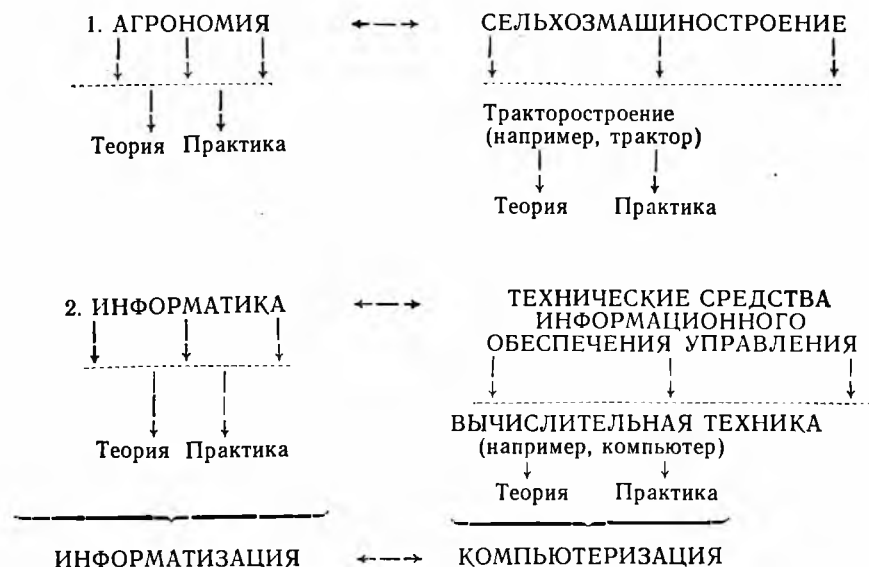 1. АГРОНОМИЯ
СЕЛЬХОЗМАШИНОСТРОЕНИЕ
Теория Практика
Тракторостроение
(например, трактор)
Теория Практика
2. ИНФОРМАТИКА
ТЕХНИЧЕСКИЕ СРЕДСТВА
ИНФОРМАЦИОННОГО
ОБЕСПЕЧЕНИЯ УПРАВЛЕНИЯ
Теория Практика
ВЫЧИСЛИТЕЛЬНАЯ ТЕХНИКА
(например, компьютер)
Теория Практика
ИНФОРМАТИЗАЦИЯ
КОМПЬЮТЕРИЗАЦИЯ